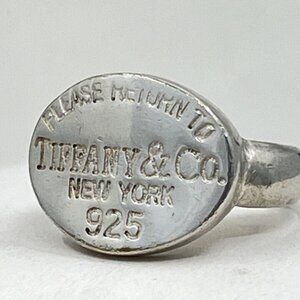 PLEASE RETURN TO
TIFFANY & CO.
NEW YORK
925